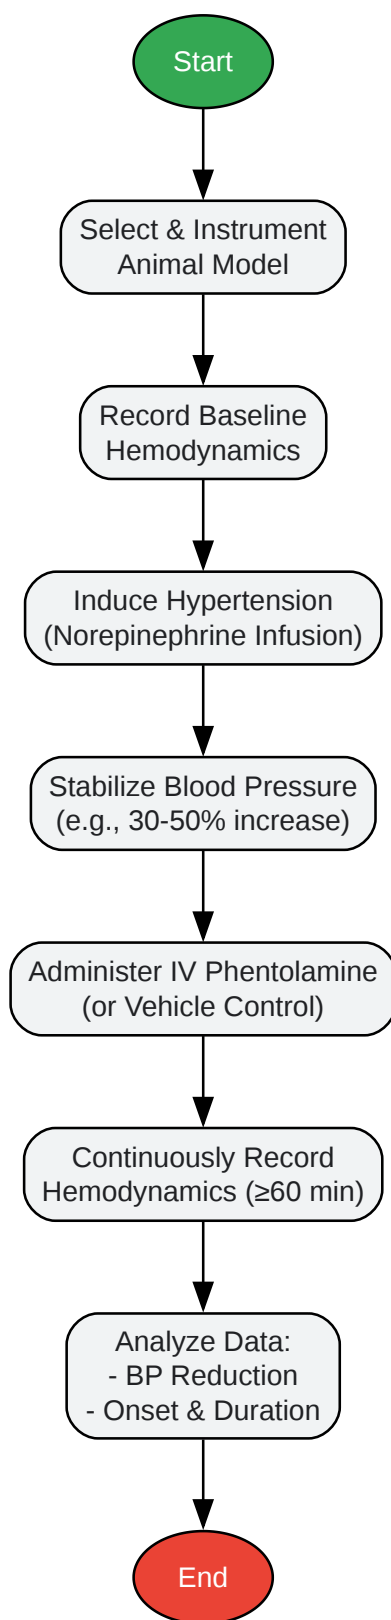 Start
Select & Instrument
Animal Model
Record Baseline
Hemodynamics
Induce Hypertension
(Norepinephrine Infusion)
Stabilize Blood Pressure
(e.g., 30-50% increase)
Administer IV Phentolamine
(or Vehicle Control)
Continuously Record
Hemodynamics (≥60 min)
Analyze Data:
- BP Reduction
- Onset & Duration
End